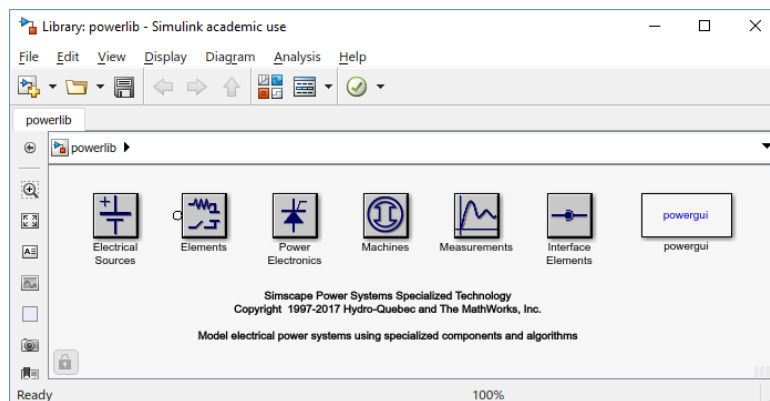 Library: powerlib - Simulink academic use
File Edit View Display Diagram Analysis Help
powerlib
powerlib
Electrical Sources
Elements
Power Electronics
Machines
Measurements
Interface Elements
powergui
powergui
Simscape Power Systems Specialized Technology
Copyright 1997-2017 Hydro-Quebec and The MathWorks, Inc.
Model electrical power systems using specialized components and algorithms
Ready 100%